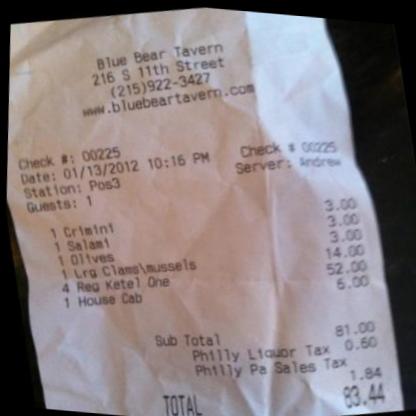 Blue Bear Tavern
216 S 11th Street
(215)922-3427
www.bluebeartavern.com
Check #: 00225 Check # 00225
Date: 01/13/2012 10:16 PM Server: Andrew
Station: Pos3
Guests: 1
1 Crimini 3.00
1 Salami 3.00
1 Olives 3.00
1 Lrg Clams\mussels 14.00
4 Reg Ketel One 52.00
1 House Cab 6.00
Sub Total 81.00
Philly Liquor Tax 0.60
Philly Pa Sales Tax 1.84
TOTAL 83.44